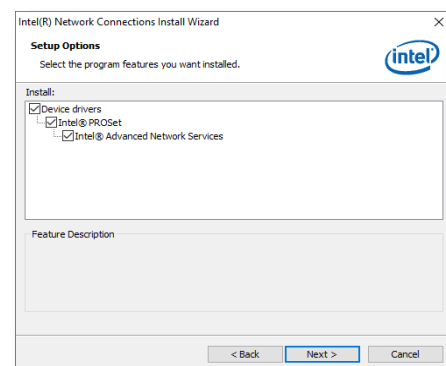 Intel(R) Network Connections Install Wizard
Setup Options
Select the program features you want installed.
intel
Install:
Device drivers
Intel® PROSet
Intel® Advanced Network Services
Feature Description
< Back
Next >
Cancel